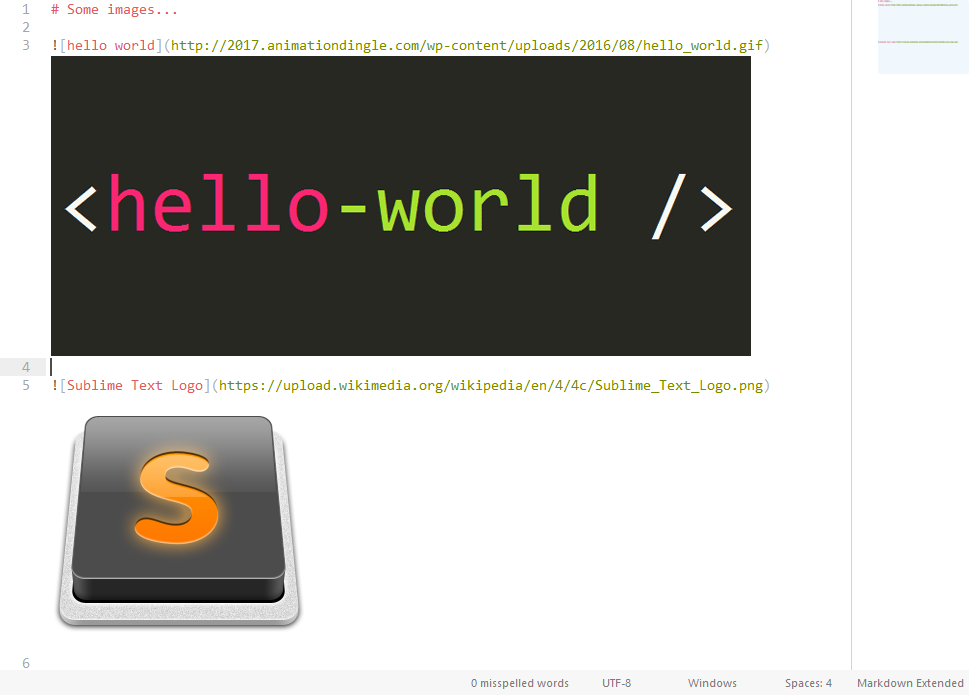 1 # Some images...
2
3 ![hello world](http://2017.animationdingle.com/wp-content/uploads/2016/08/hello_world.gif)
<hello-world />
4
5 ![Sublime Text Logo](https://upload.wikimedia.org/wikipedia/en/4/4c/Sublime_Text_Logo.png)
S
6
0 misspelled words UTF-8 Windows Spaces: 4 Markdown Extended